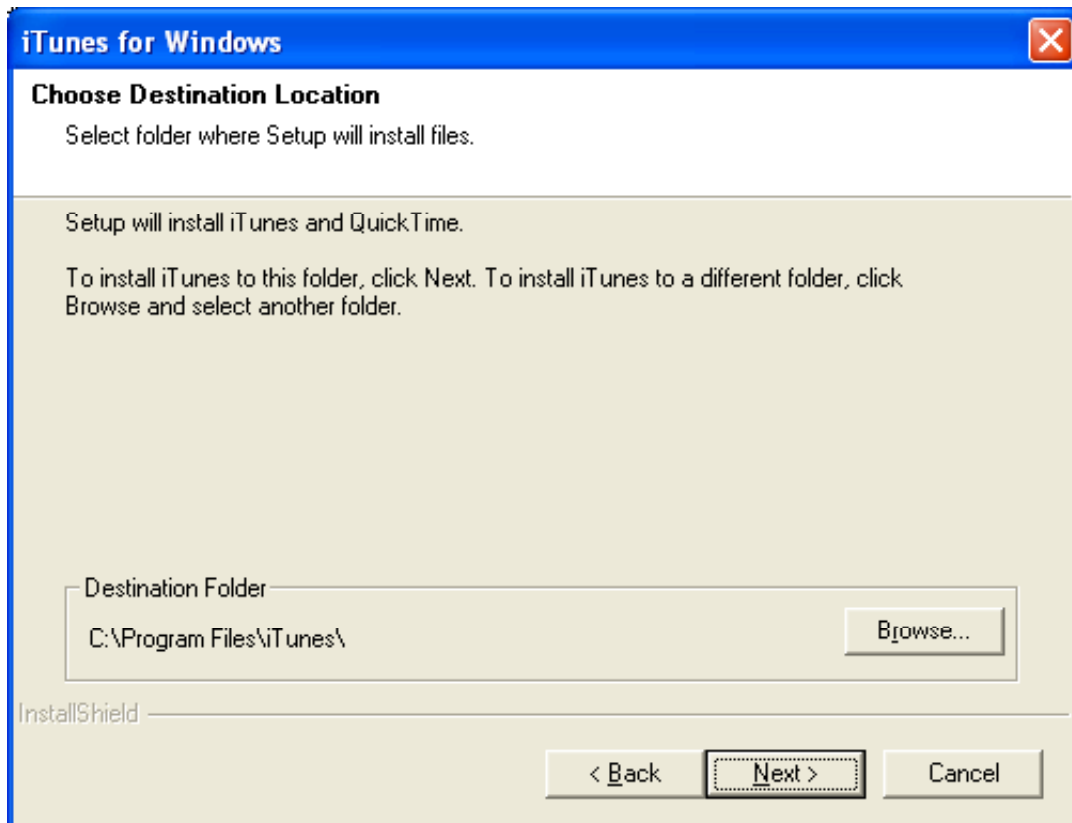 iTunes for Windows
Choose Destination Location
Select folder where Setup will install files.
Setup will install iTunes and QuickTime.
To install iTunes to this folder, click Next. To install iTunes to a different folder, click
Browse and select another folder.
Destination Folder
C:\Program Files\iTunes\
Browse...
InstallShield
< Back
Next >
Cancel